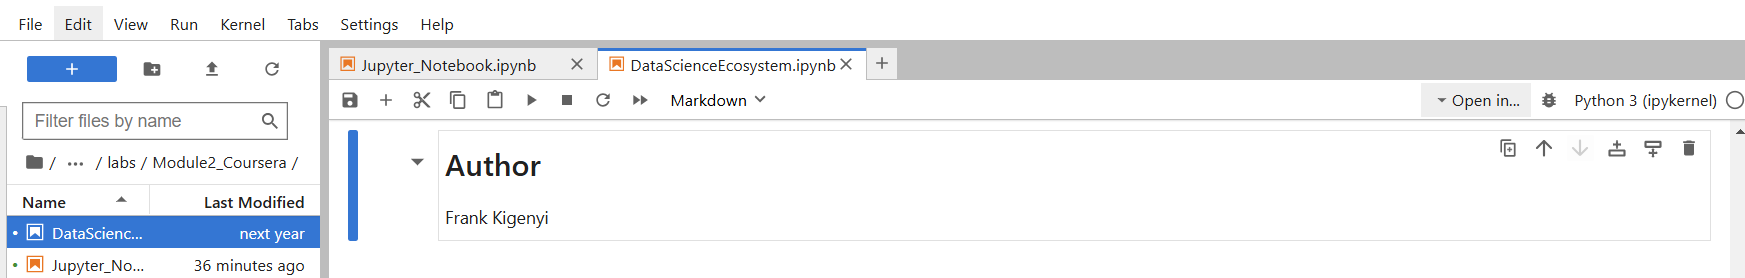 File Edit View Run Kernel Tabs Settings Help
Jupyter_Notebook.ipynb DataScienceEcosystem.ipynb
Markdown Open in... Python 3 (ipykernel)
Filter files by name
/ ... / labs / Module2_Coursera /
Name Last Modified
DataScienc... next year
Jupyter_No... 36 minutes ago
Author
Frank Kigenyi